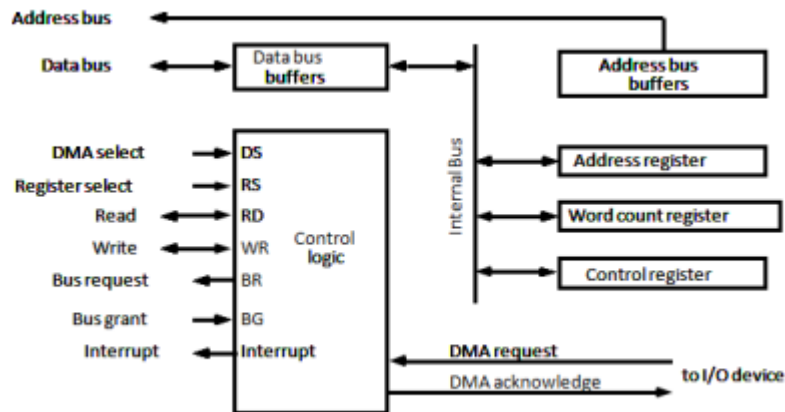 Address bus
Data bus
Data bus
buffers
Address bus
buffers
Internal Bus
DMA select
DS
Address register
Register select
RS
Read
RD
Word count register
Write
WR
Control
logic
Bus request
BR
Control register
Bus grant
BG
Interrupt
Interrupt
DMA request
DMA acknowledge
to I/O device